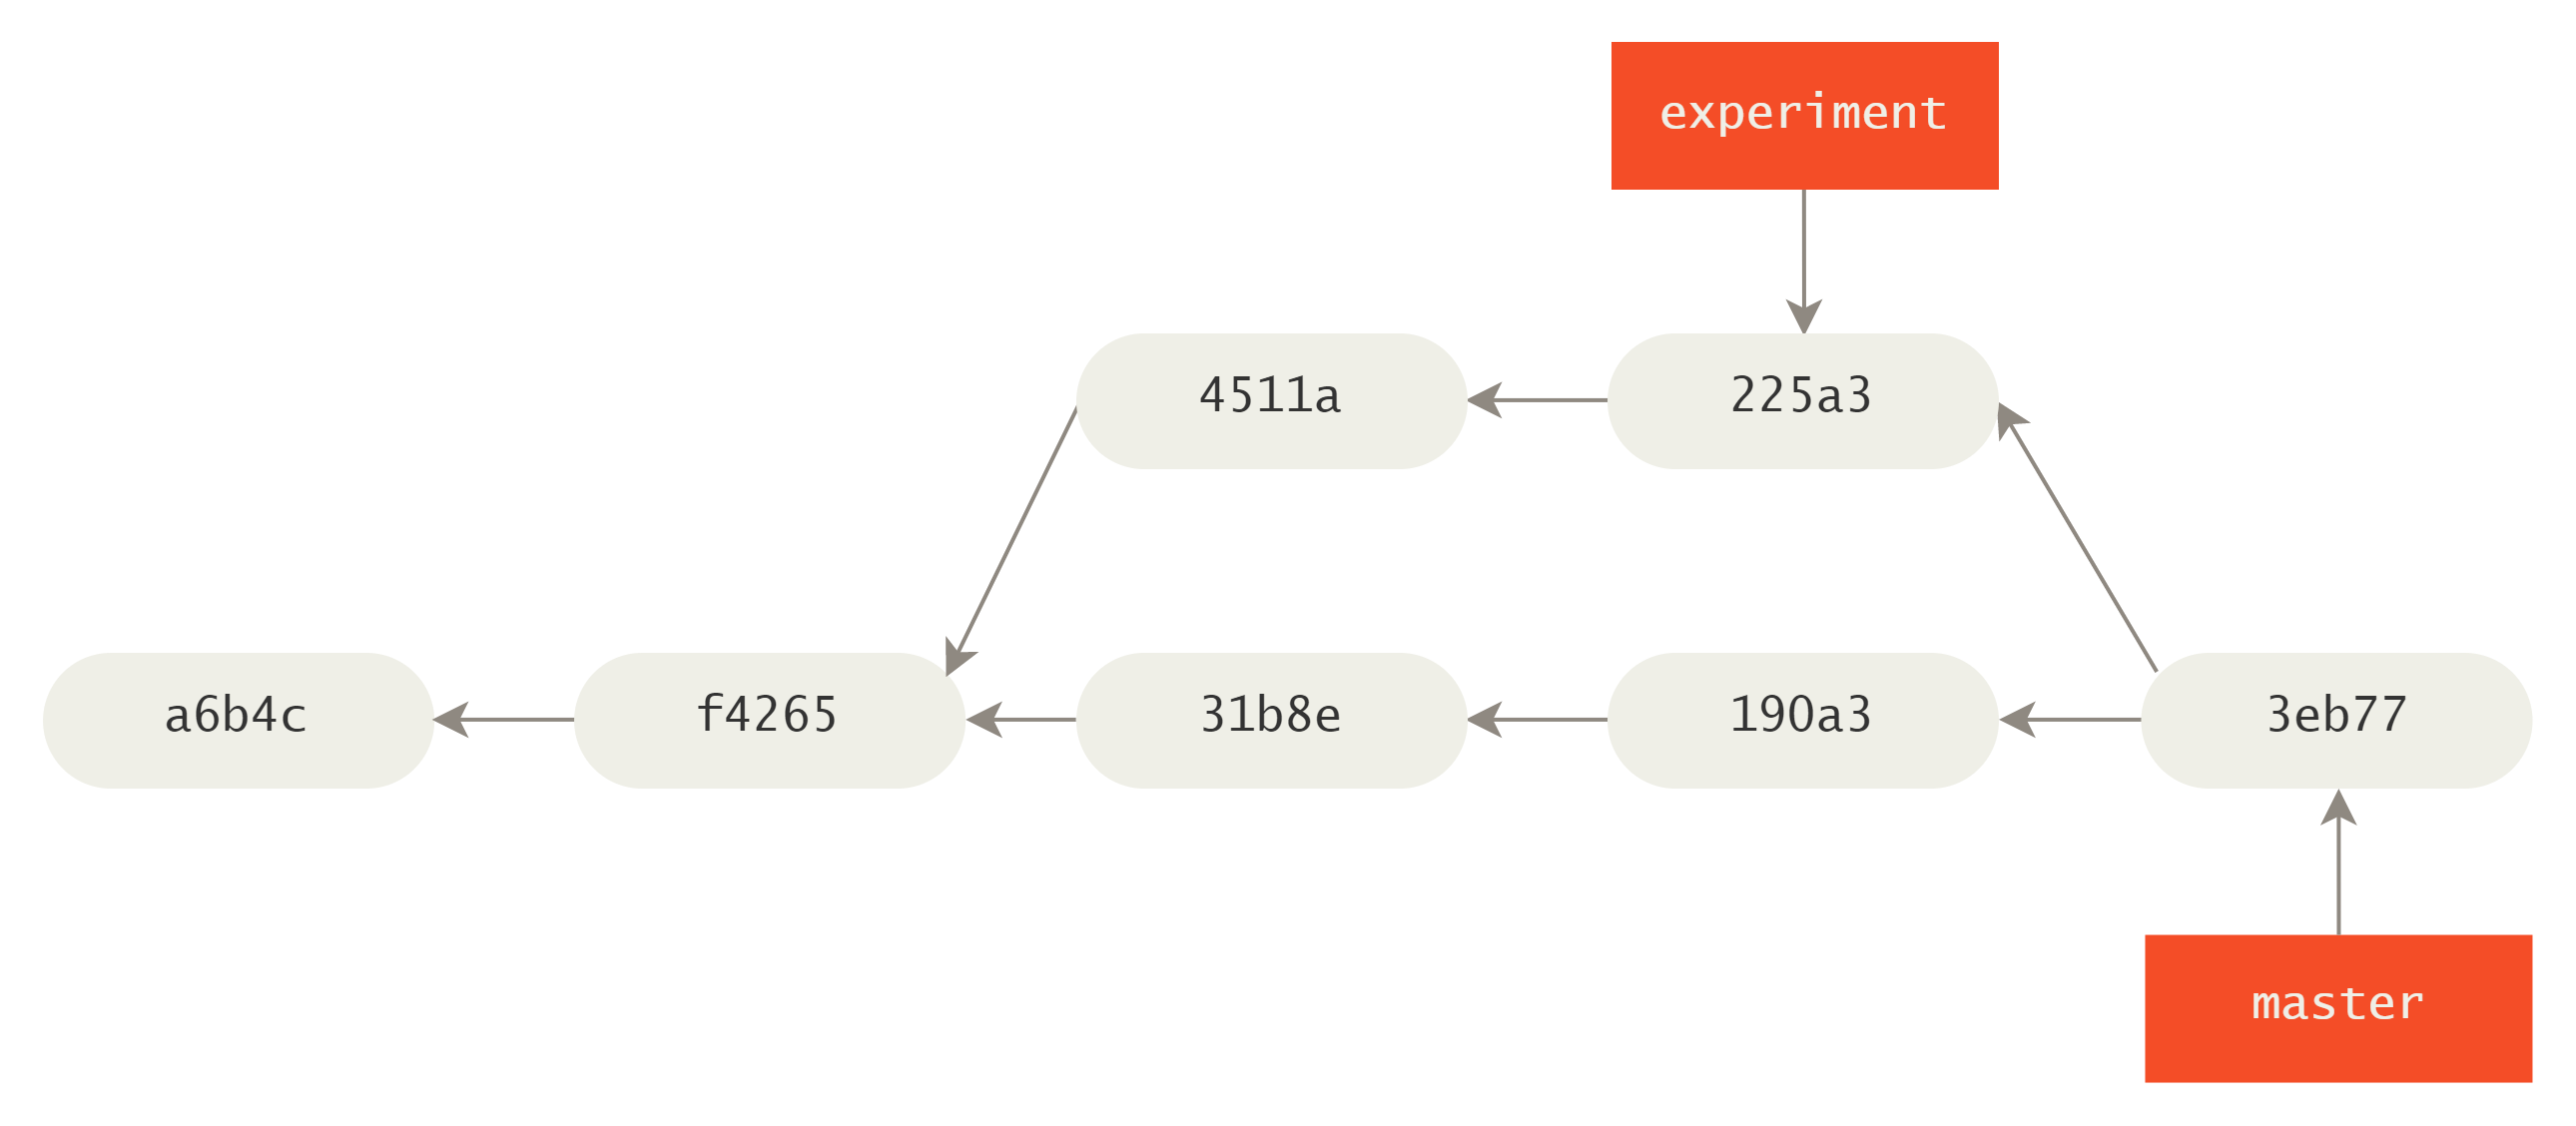 experiment
4511a
225a3
a6b4c
f4265
31b8e
190a3
3eb77
master